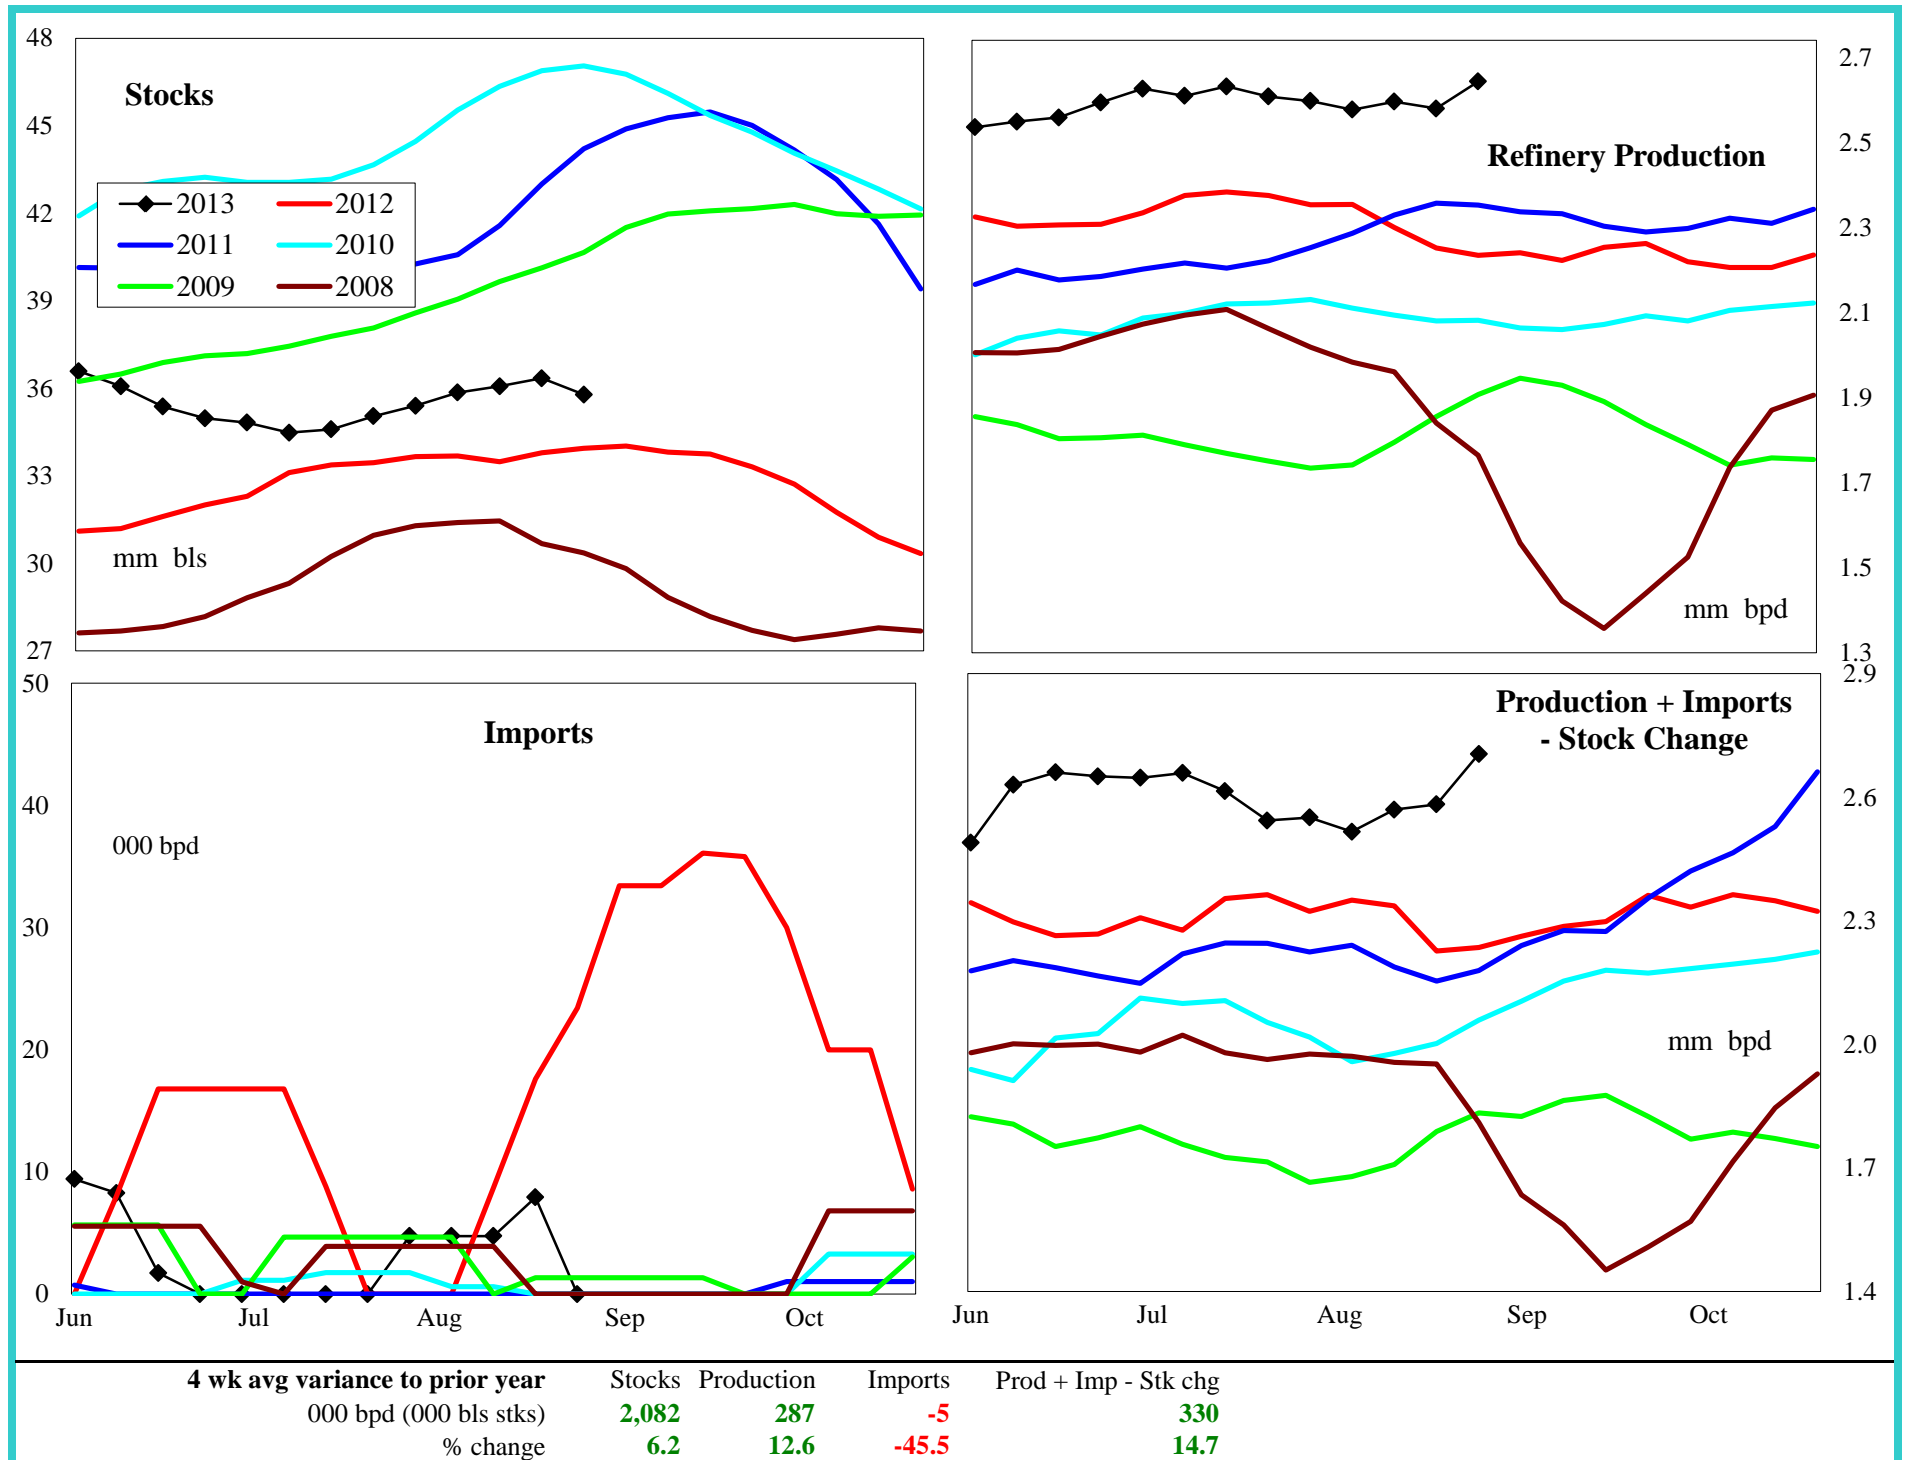 48
45
42
39
36
33
30
27
Stocks
2013
2012
2011
2010
2009
2008
mm bls
2.7
2.5
2.3
2.1
1.9
1.7
1.5
1.3
Refinery Production
mm bpd
50
40
30
20
10
0
Imports
000 bpd
Jun Jul Aug Sep Oct
2.9
2.6
2.3
2.0
1.7
1.4
Production + Imports
- Stock Change
mm bpd
Jun Jul Aug Sep Oct
4 wk avg variance to prior year Stocks Production Imports Prod + Imp - Stk chg
000 bpd (000 bls stks) 2,082 287 -5 330
% change 6.2 12.6 -45.5 14.7